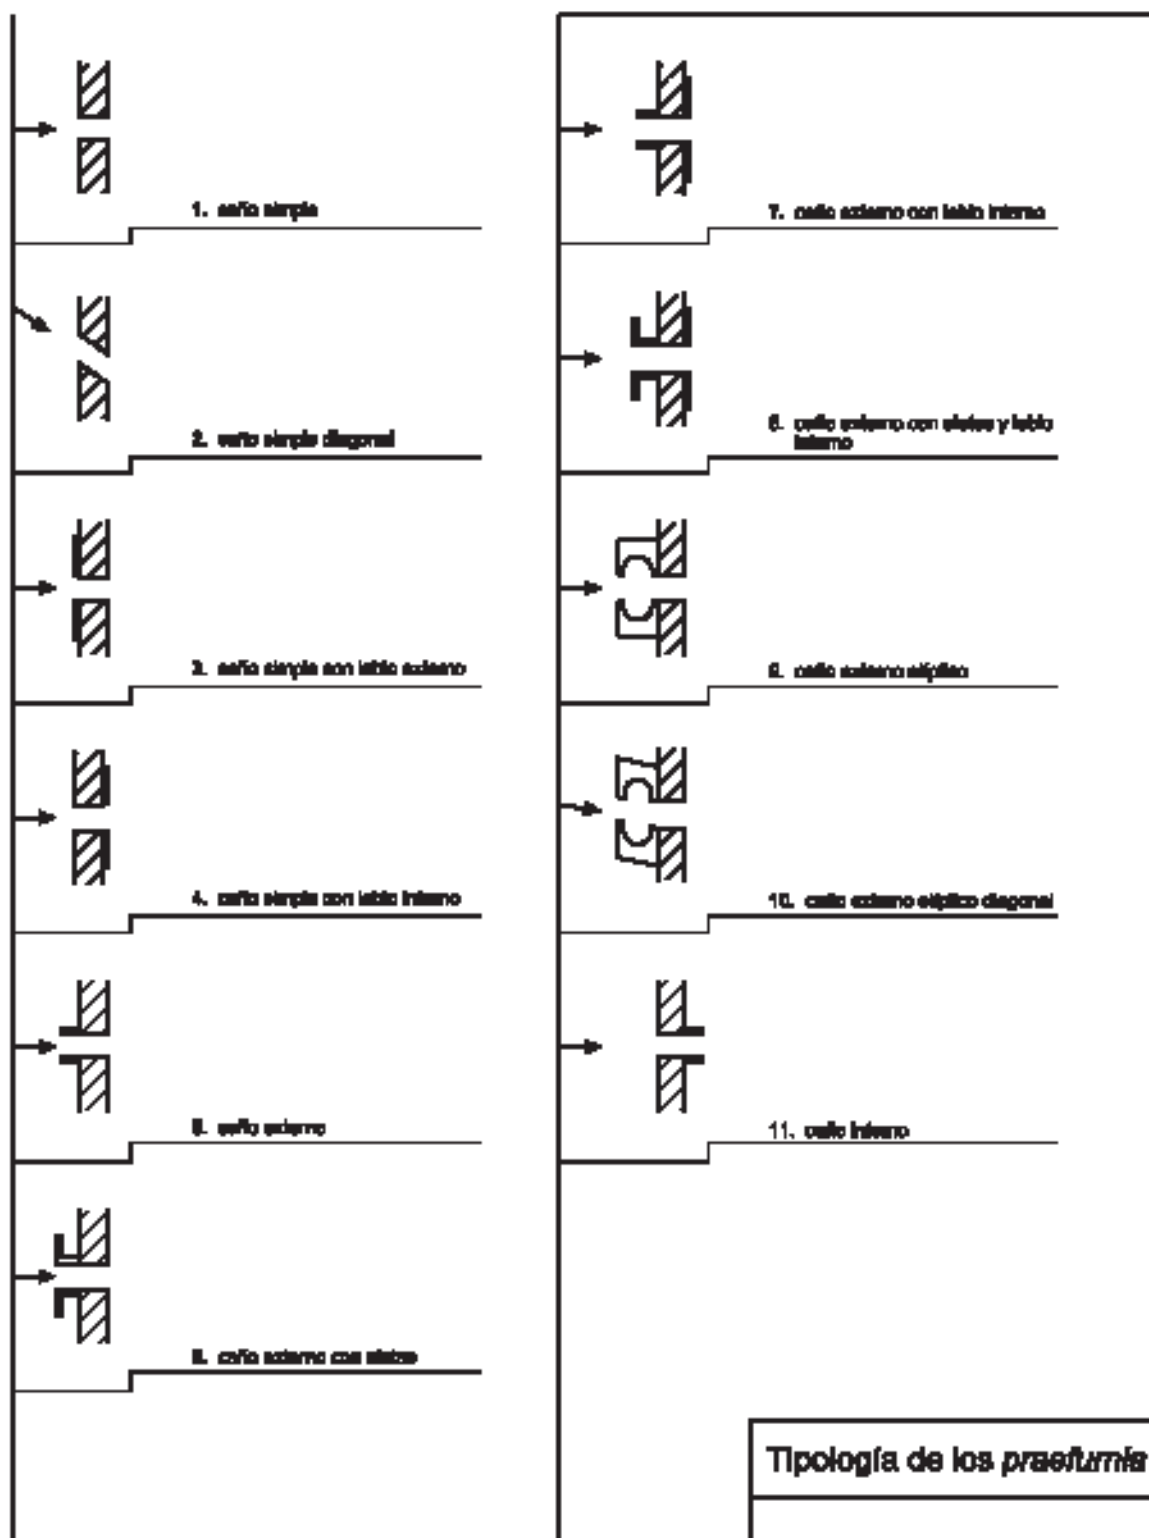 1. caño simple
2. caño simple diagonal
3. caño simple con labio externo
4. caño simple con labio interno
5. caño externo
6. caño externo con aletas
7. caño externo con labio interno
8. caño externo con aletas y labio
interno
9. caño externo elíptico
10. caño externo elíptico diagonal
11. caño interno
Tipología de los praefurnis